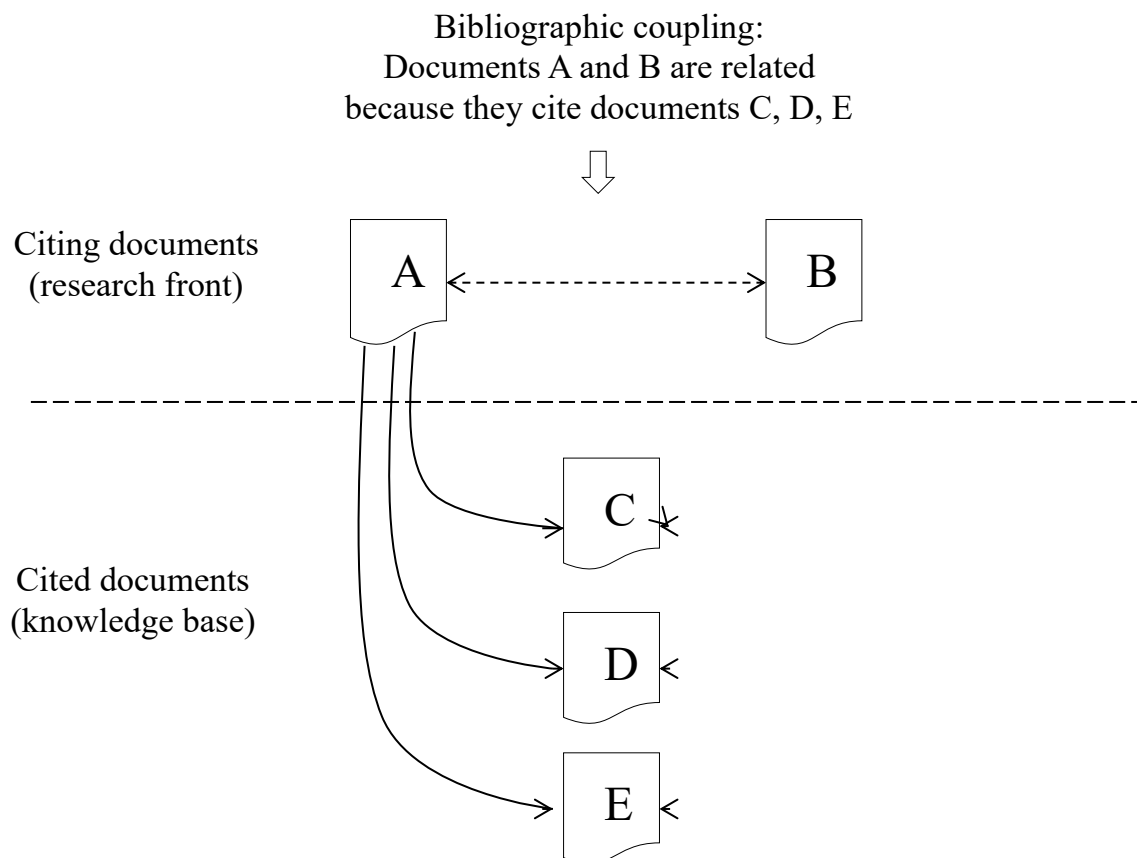 Bibliographic coupling:
Documents A and B are related
because they cite documents C, D, E
Citing documents
(research front)
A
B
C
Cited documents
(knowledge base)
D
E